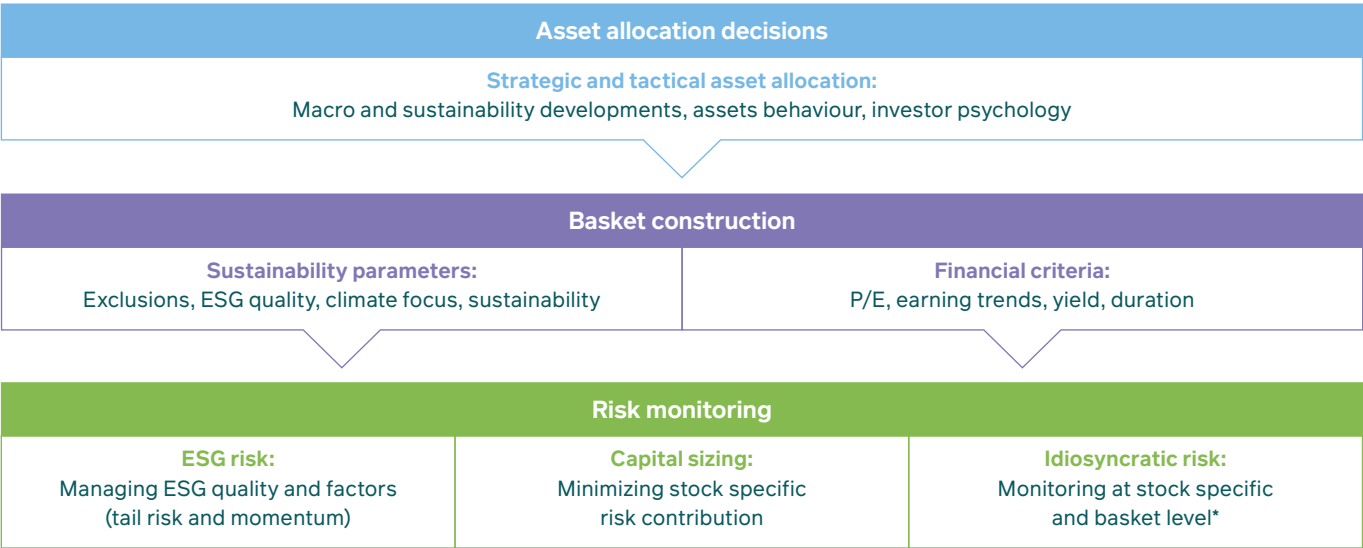 Asset allocation decisions
Strategic and tactical asset allocation:
Macro and sustainability developments, assets behaviour, investor psychology
Basket construction
Sustainability parameters:
Exclusions, ESG quality, climate focus, sustainability
Financial criteria:
P/E, earning trends, yield, duration
Risk monitoring
ESG risk:
Managing ESG quality and factors
(tail risk and momentum)
Capital sizing:
Minimizing stock specific
risk contribution
Idiosyncratic risk:
Monitoring at stock specific
and basket level*